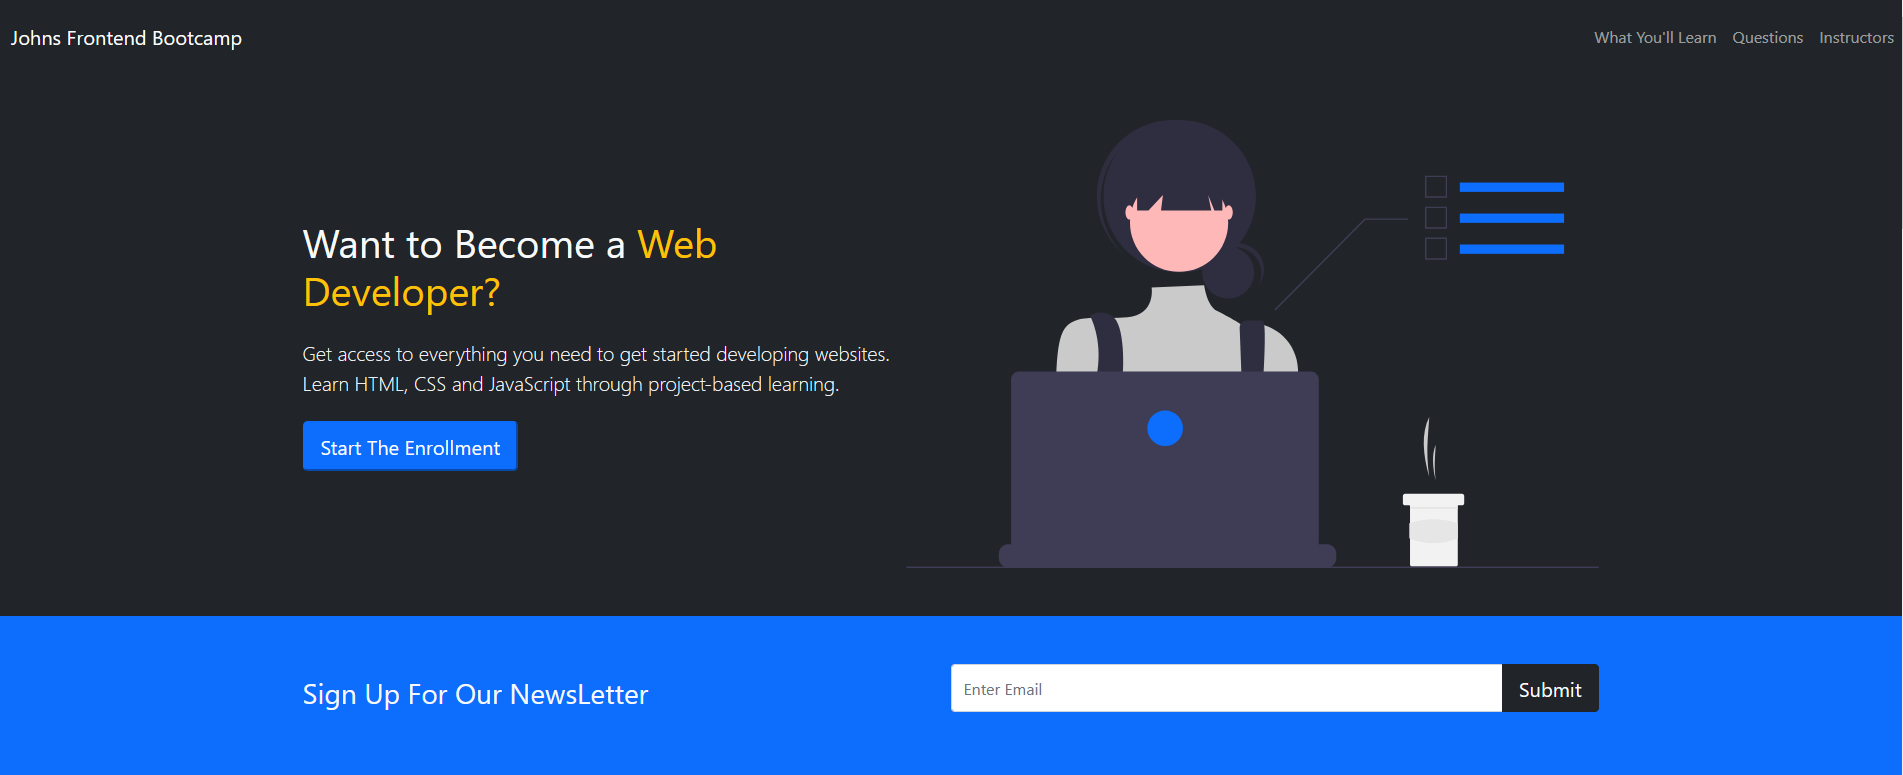 Johns Frontend Bootcamp
What You'll Learn Questions Instructors
Want to Become a Web
Developer?
Get access to everything you need to get started developing websites.
Learn HTML, CSS and JavaScript through project-based learning.
Start The Enrollment
Sign Up For Our NewsLetter
Enter Email
Submit